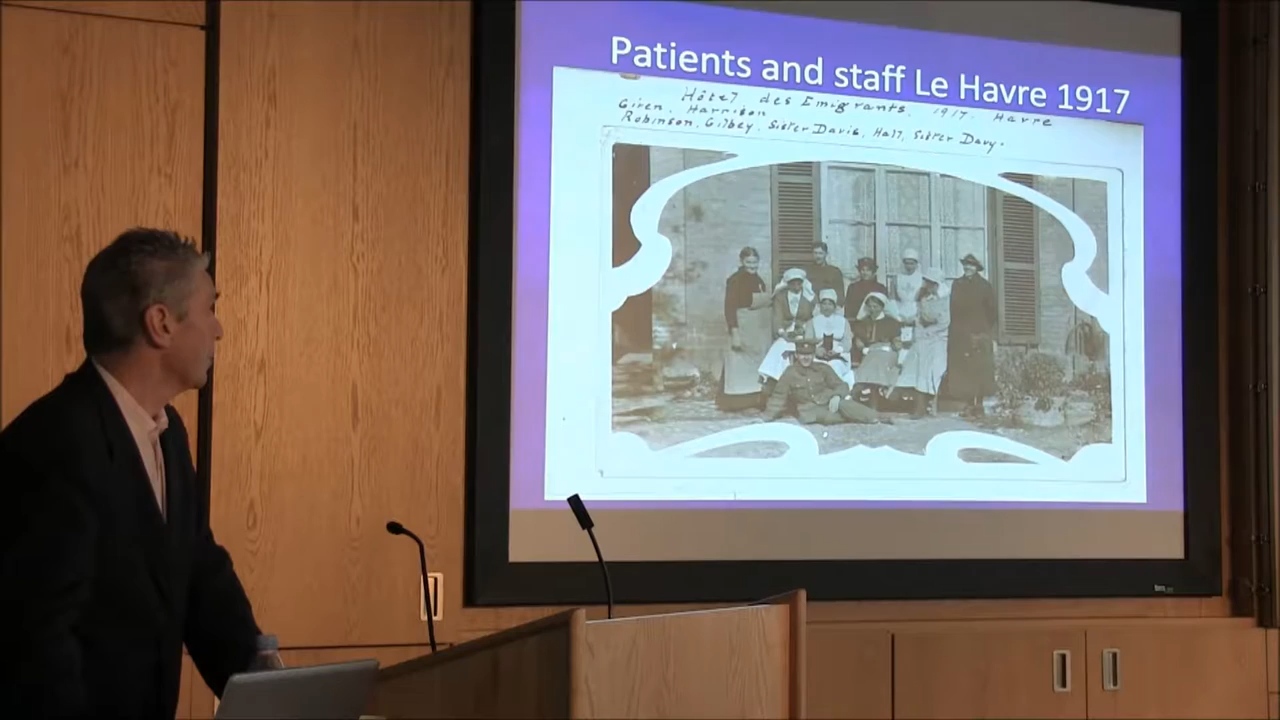 Patients and staff Le Havre 1917
Hôtel des Emigrants. 1917. Havre
Giren. Harrison
Robinson, Gilbey, Sister Davis, Hall, Sister Davy.